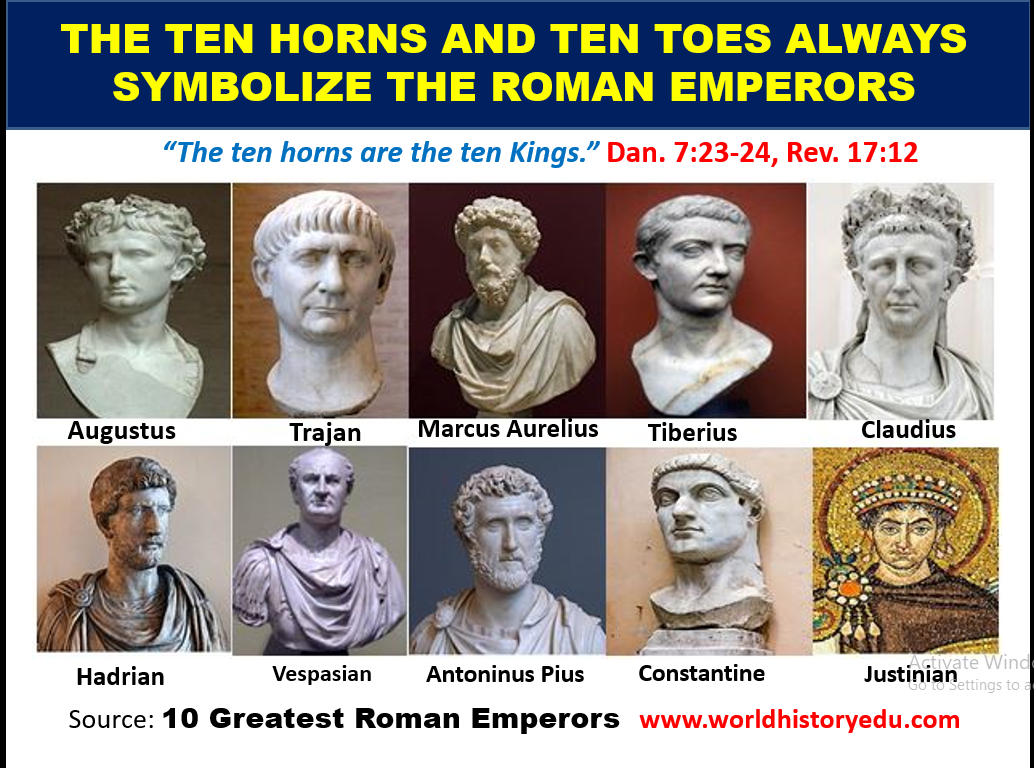 THE TEN HORNS AND TEN TOES ALWAYS
SYMBOLIZE THE ROMAN EMPERORS
“The ten horns are the ten Kings.” Dan. 7:23-24, Rev. 17:12
Augustus Trajan Marcus Aurelius Tiberius Claudius
Hadrian Vespasian Antoninus Pius Constantine Justinian
Activate Wind
Go to Settings to a
Source: 10 Greatest Roman Emperors www.worldhistoryedu.com